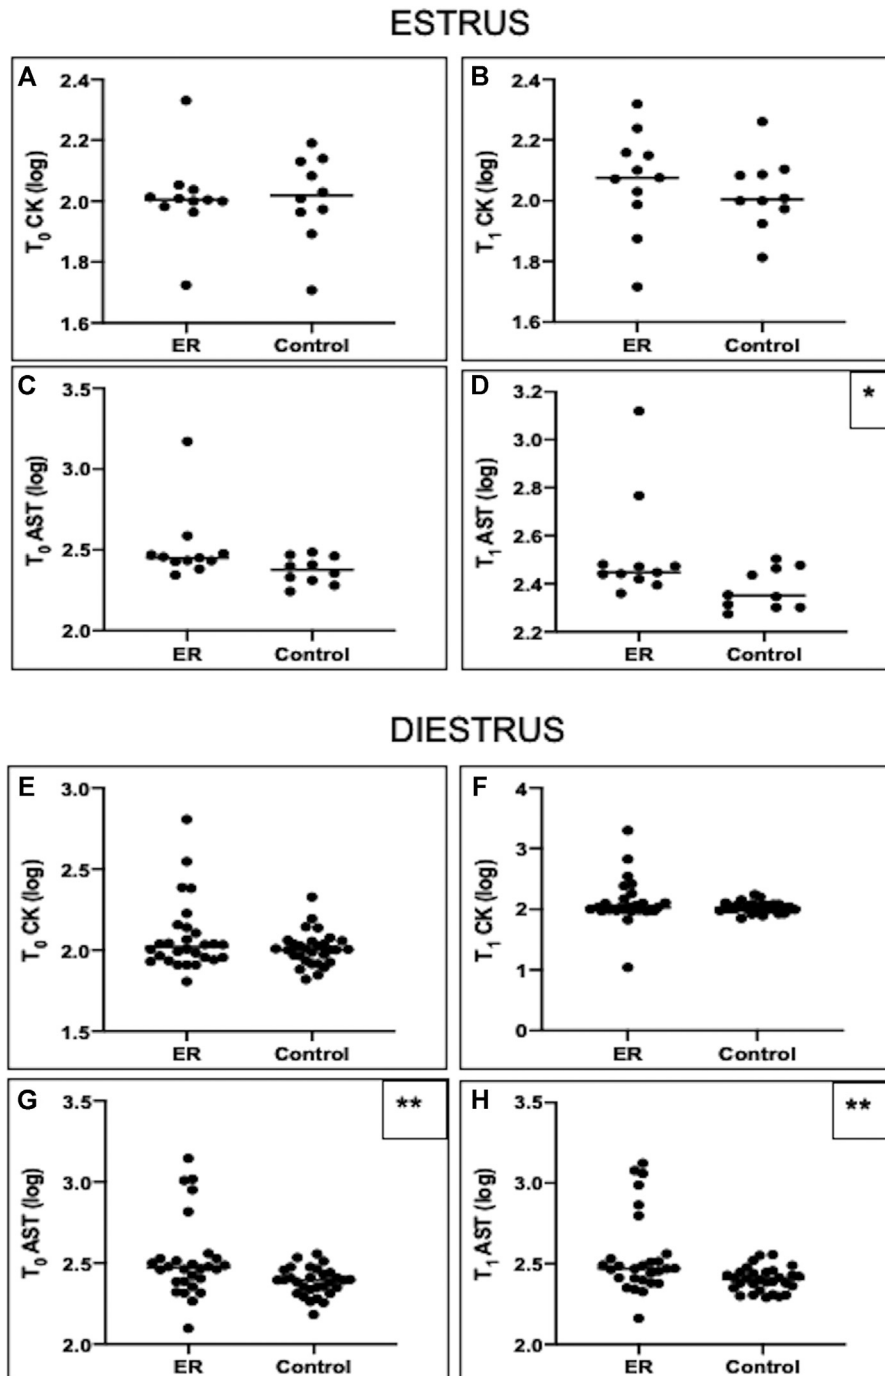 ESTRUS
A
T0 CK (log)
2.4
2.2
2.0
1.8
1.6
ER Control
B
T1 CK (log)
2.4
2.2
2.0
1.8
1.6
ER Control
C
T0 AST (log)
3.5
3.0
2.5
2.0
ER Control
D
*
T1 AST (log)
3.2
3.0
2.8
2.6
2.4
2.2
ER Control
DIESTRUS
E
T0 CK (log)
3.0
2.5
2.0
1.5
ER Control
F
T1 CK (log)
4
3
2
1
0
ER Control
G
**
T0 AST (log)
3.5
3.0
2.5
2.0
ER Control
H
**
T1 AST (log)
3.5
3.0
2.5
2.0
ER Control